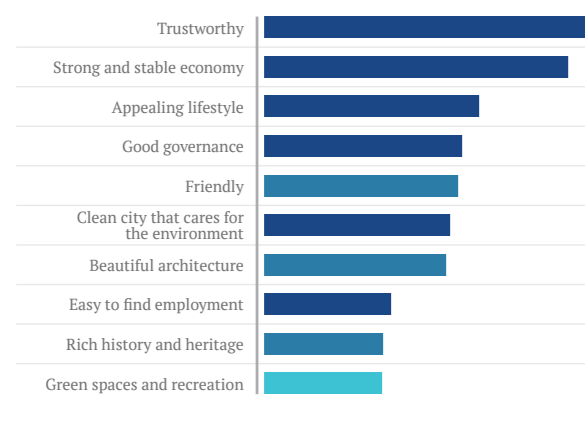 Trustworthy
Strong and stable economy
Appealing lifestyle
Good governance
Friendly
Clean city that cares for
the environment
Beautiful architecture
Easy to find employment
Rich history and heritage
Green spaces and recreation